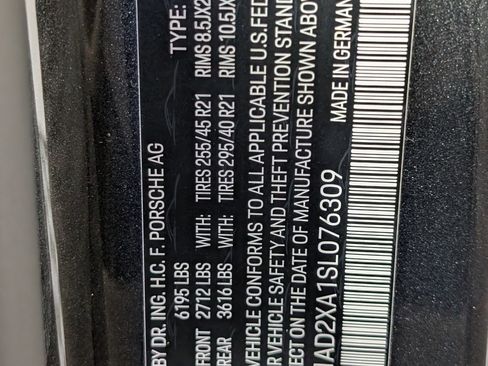 BY DR. ING. H.C. F. PORSCHE AG
6195 LBS TYPE:
FRONT 2712 LBS WITH: TIRES 255/45 R21 RIMS 8.5JX2
REAR 3616 LBS WITH: TIRES 295/40 R21 RIMS 10.5JX
VEHICLE CONFORMS TO ALL APPLICABLE U.S. FED
R VEHICLE SAFETY AND THEFT PREVENTION STAND
ECT ON THE DATE OF MANUFACTURE SHOWN ABOV
MADE IN GERMAN
AD2XA1SL076309